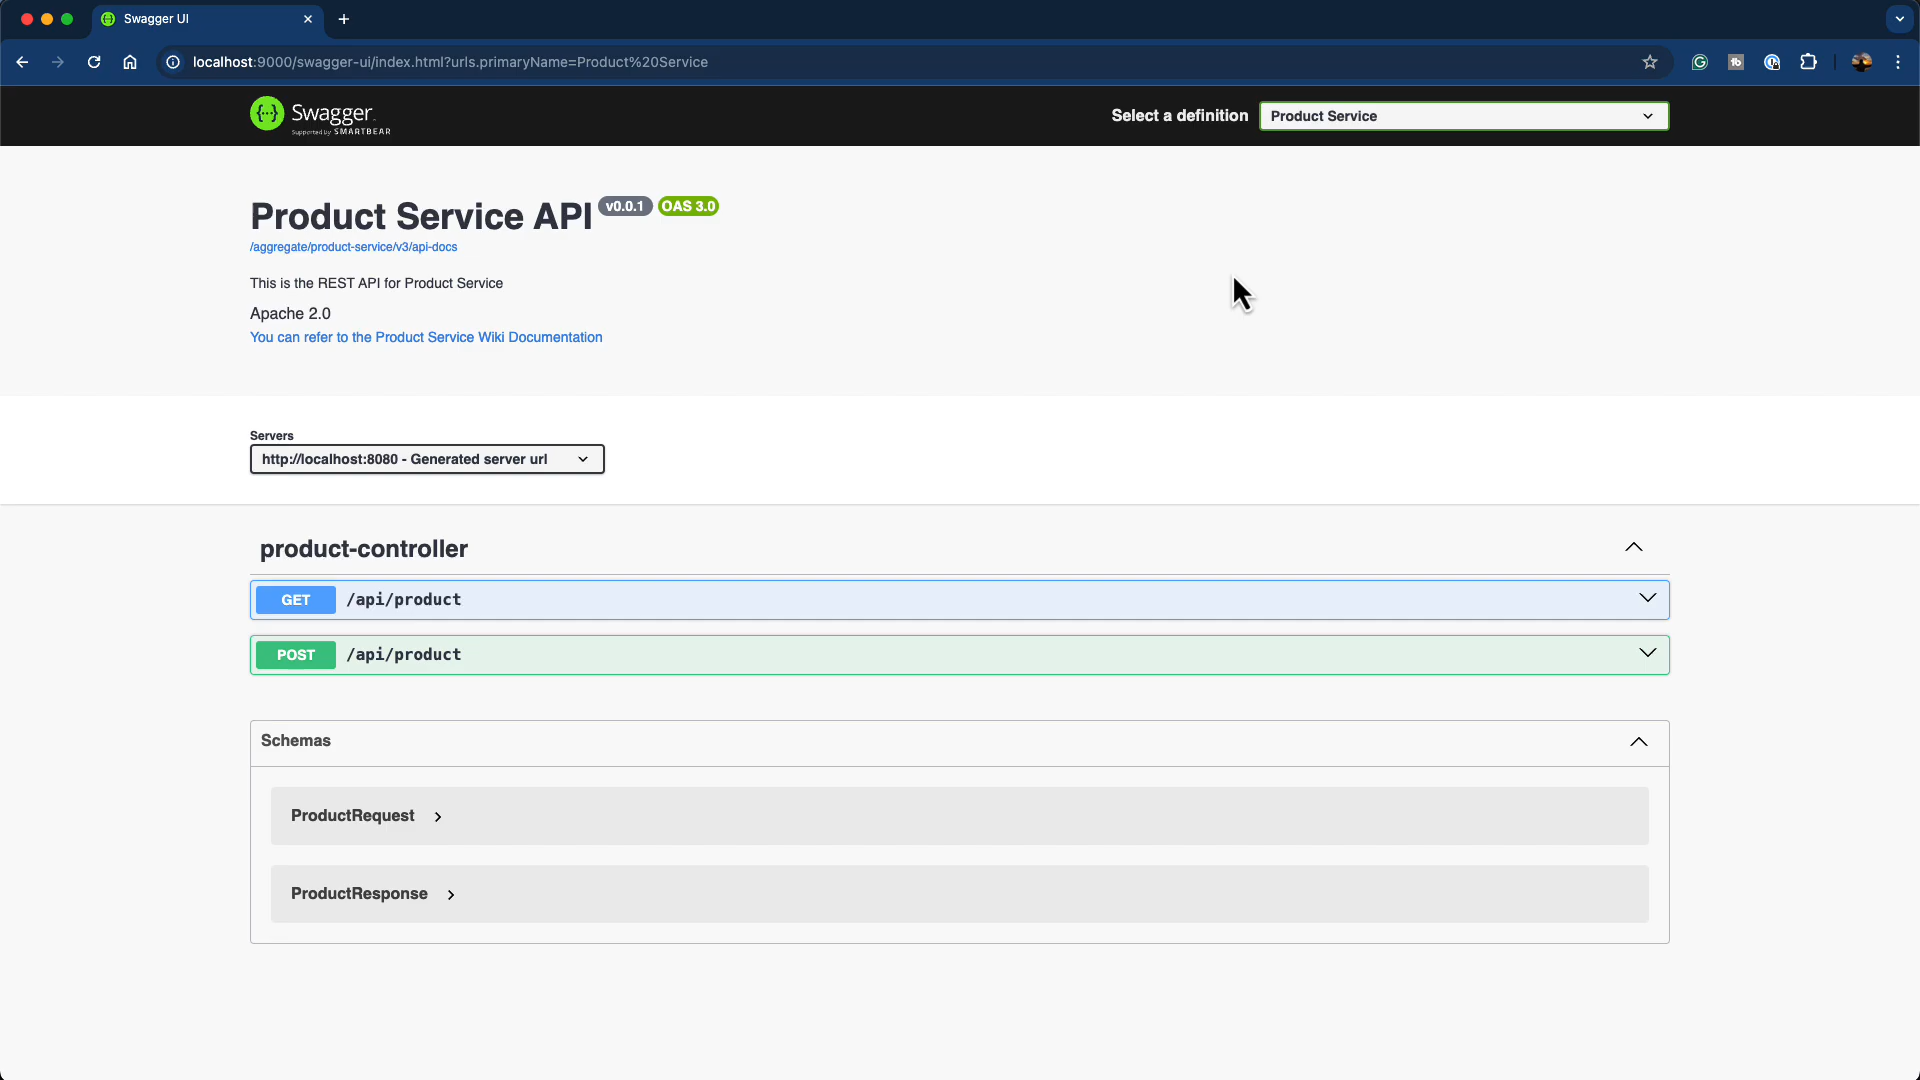 Swagger UI
localhost:9000/swagger-ui/index.html?urls.primaryName=Product%20Service
Swagger
Supported by SMARTBEAR
Select a definition
Product Service
Product Service API v0.0.1 OAS 3.0
/aggregate/product-service/v3/api-docs
This is the REST API for Product Service
Apache 2.0
You can refer to the Product Service Wiki Documentation
Servers
http://localhost:8080 - Generated server url
product-controller
GET /api/product
POST /api/product
Schemas
ProductRequest
ProductResponse